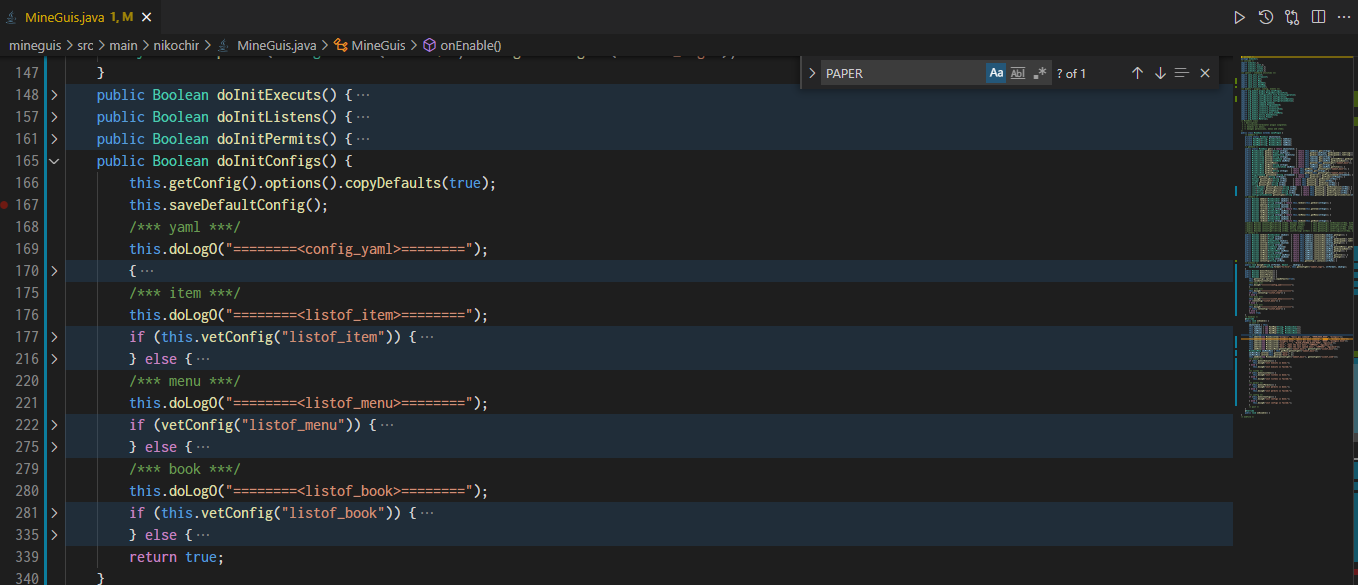 MineGuis.java 1, M
mineguis > src > main > nikochir > MineGuis.java > MineGuis > onEnable()
PAPER Aa Abl .* ? of 1
147 }
148 public Boolean doInitExecuts() { ···
157 public Boolean doInitListens() { ···
161 public Boolean doInitPermits() { ···
165 public Boolean doInitConfigs() {
166 this.getConfig().options().copyDefaults(true);
167 this.saveDefaultConfig();
168 /*** yaml ***/
169 this.doLogO("========<config_yaml>========");
170 { ···
175 /*** item ***/
176 this.doLogO("========<listof_item>========");
177 if (this.vetConfig("listof_item")) { ···
216 } else { ···
220 /*** menu ***/
221 this.doLogO("========<listof_menu>========");
222 if (vetConfig("listof_menu")) { ···
275 } else { ···
279 /*** book ***/
280 this.doLogO("========<listof_book>========");
281 if (this.vetConfig("listof_book")) { ···
335 } else { ···
339 return true;
340 }